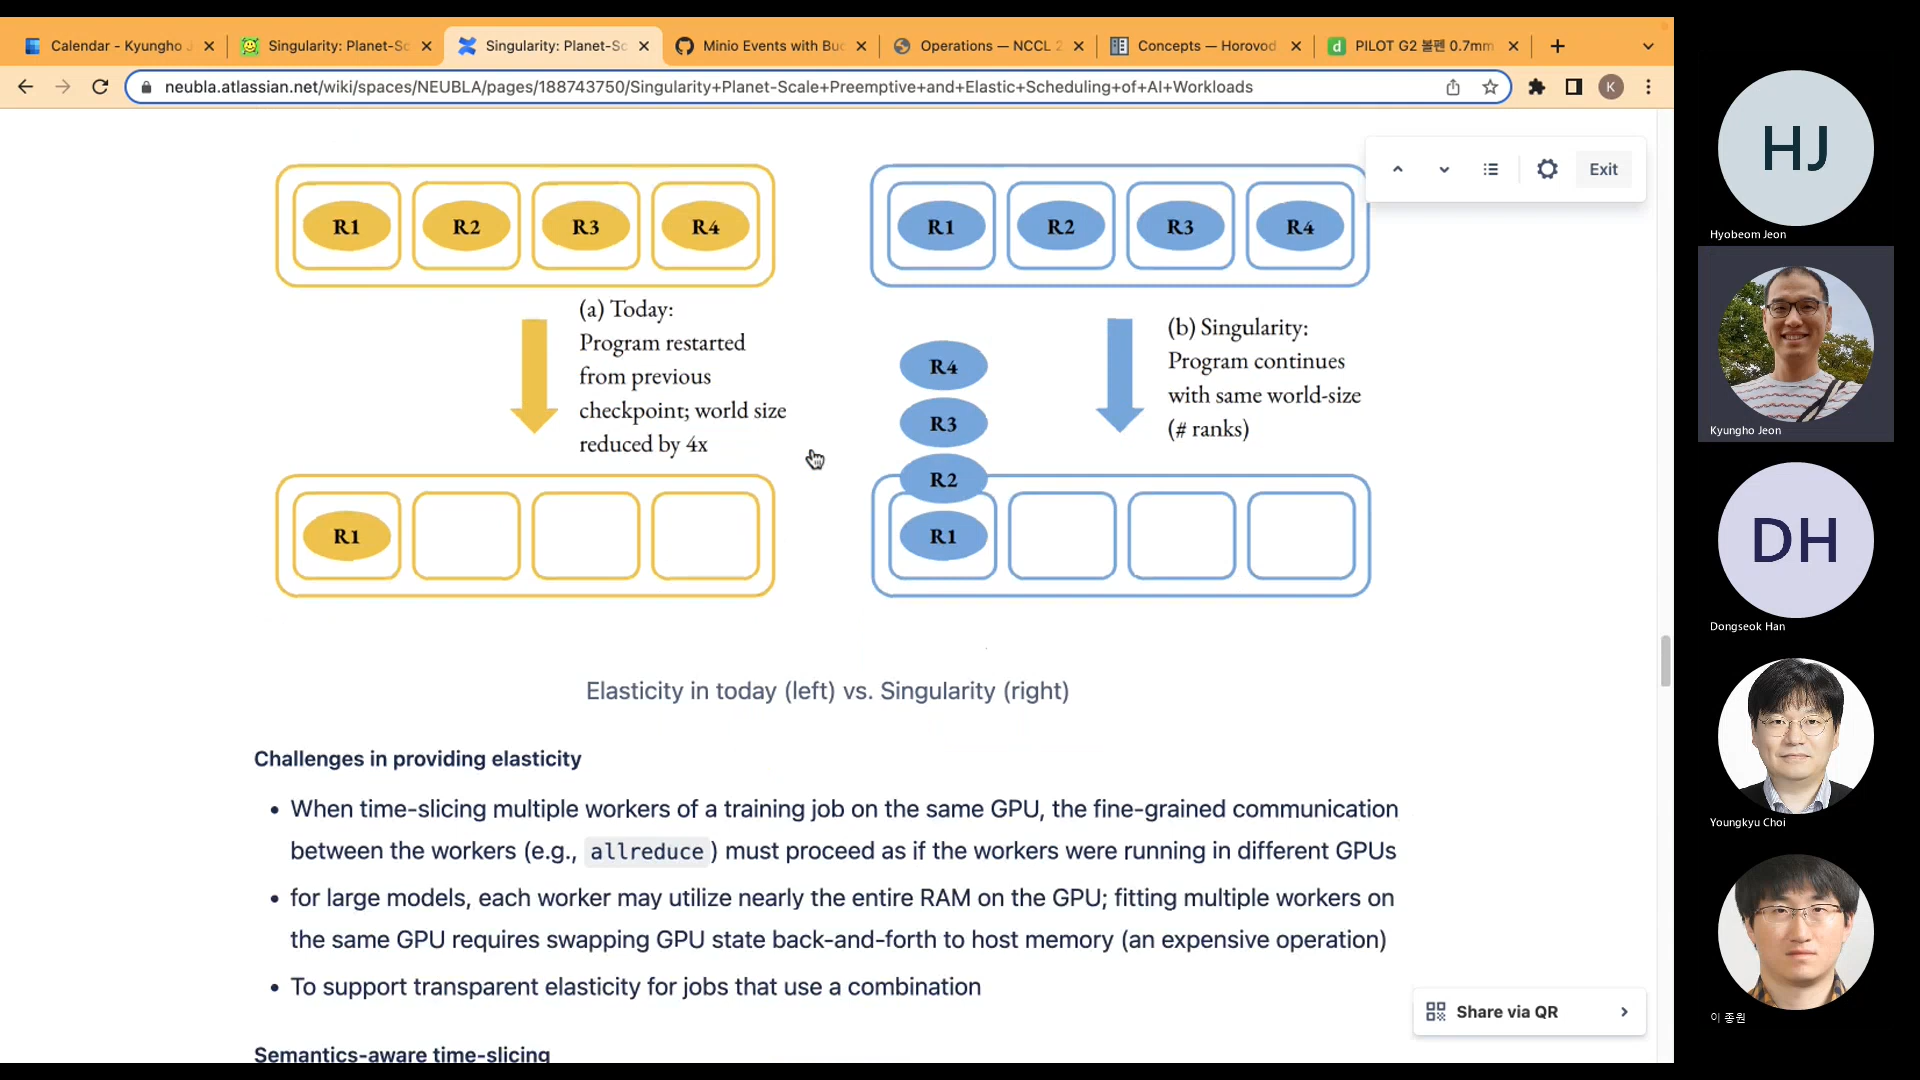 Calendar - Kyungho J
Singularity: Planet-Sc
Singularity: Planet-Sc
Minio Events with Buc
Operations — NCCL 2
Concepts — Horovod
PILOT G2 볼펜 0.7mm
neubla.atlassian.net/wiki/spaces/NEUBLA/pages/188743750/Singularity+Planet-Scale+Preemptive+and+Elastic+Scheduling+of+AI+Workloads
K
Exit
R1 R2 R3 R4
R1 R2 R3 R4
(a) Today:
Program restarted
from previous
checkpoint; world size
reduced by 4x
(b) Singularity:
Program continues
with same world-size
(# ranks)
R4
R3
R2
R1
R1
Elasticity in today (left) vs. Singularity (right)
Challenges in providing elasticity
• When time-slicing multiple workers of a training job on the same GPU, the fine-grained communication
between the workers (e.g., allreduce) must proceed as if the workers were running in different GPUs
• for large models, each worker may utilize nearly the entire RAM on the GPU; fitting multiple workers on
the same GPU requires swapping GPU state back-and-forth to host memory (an expensive operation)
• To support transparent elasticity for jobs that use a combination
Semantics-aware time-slicing
Share via QR
HJ
Hyobeom Jeon
Kyungho Jeon
DH
Dongseok Han
Youngkyu Choi
이 종원